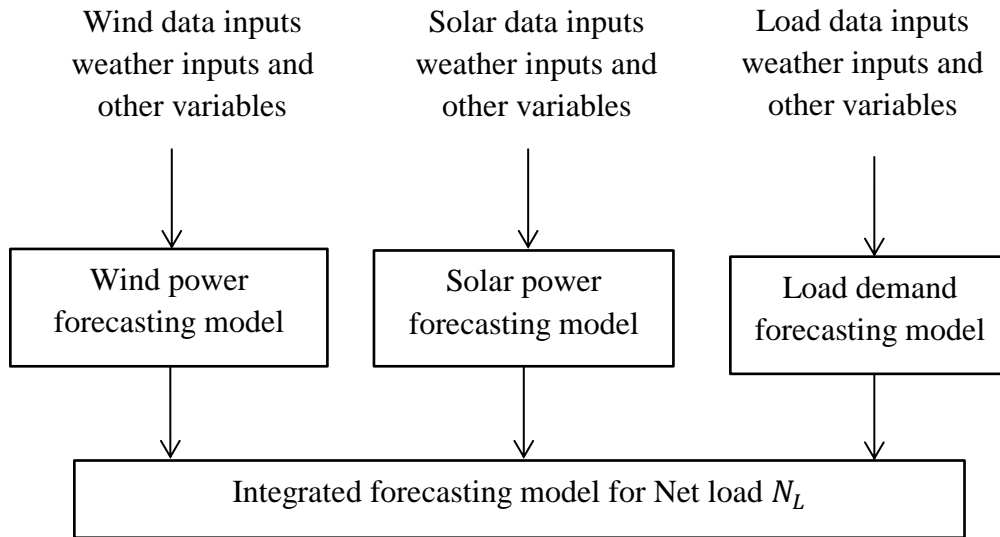 Wind data inputs
weather inputs and
other variables
Solar data inputs
weather inputs and
other variables
Load data inputs
weather inputs and
other variables
Wind power
forecasting model
Solar power
forecasting model
Load demand
forecasting model
Integrated forecasting model for Net load N_L